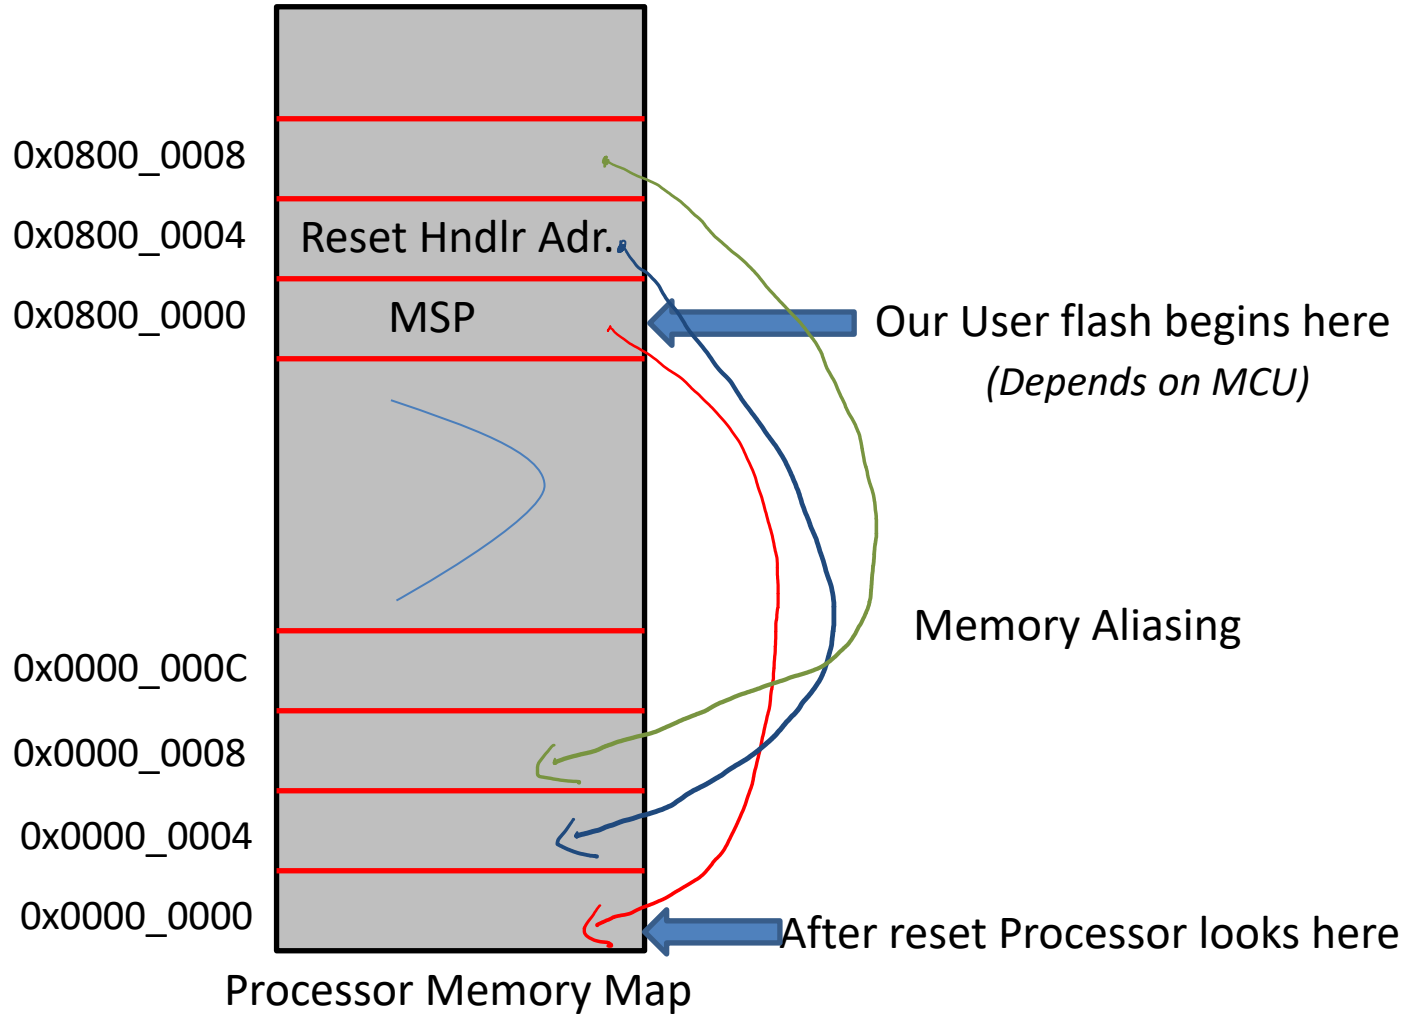 0x0800_0008
0x0800_0004 Reset Hndlr Adr.
0x0800_0000 MSP Our User flash begins here
(Depends on MCU)
Memory Aliasing
0x0000_000C
0x0000_0008
0x0000_0004
0x0000_0000 After reset Processor looks here
Processor Memory Map